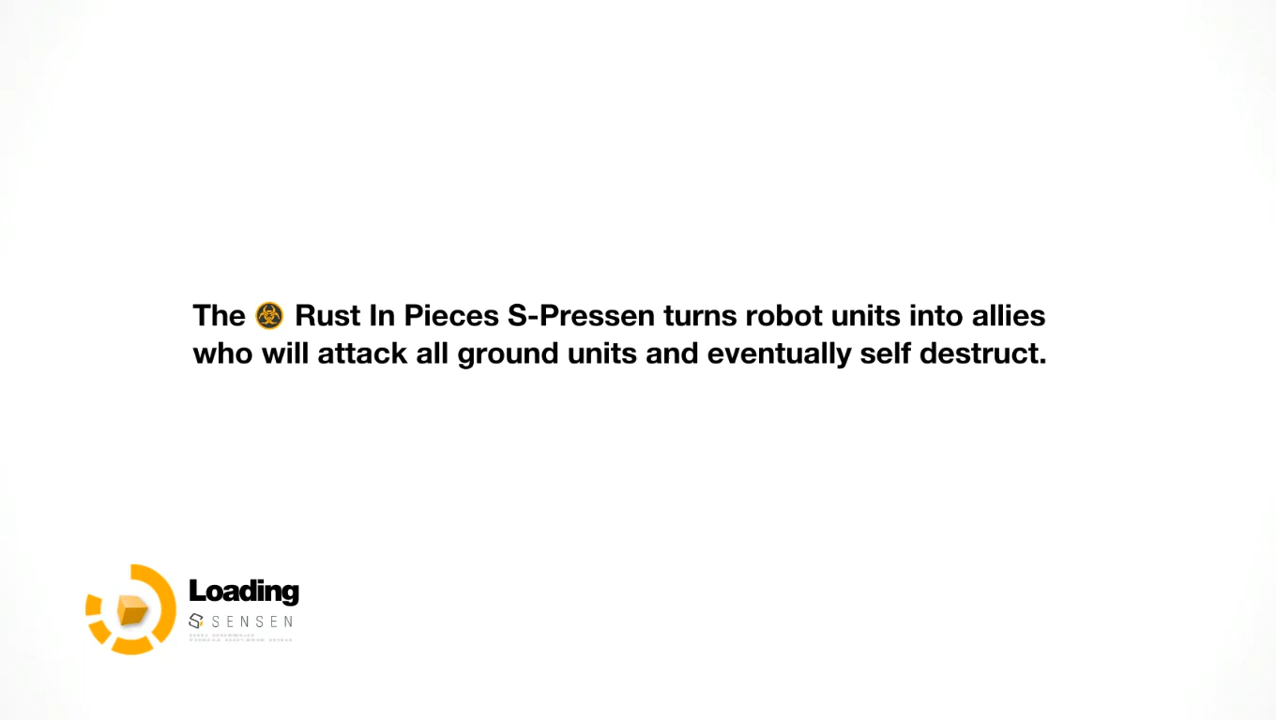 The Rust In Pieces S-Pressen turns robot units into allies
who will attack all ground units and eventually self destruct.
Loading
SENSEN